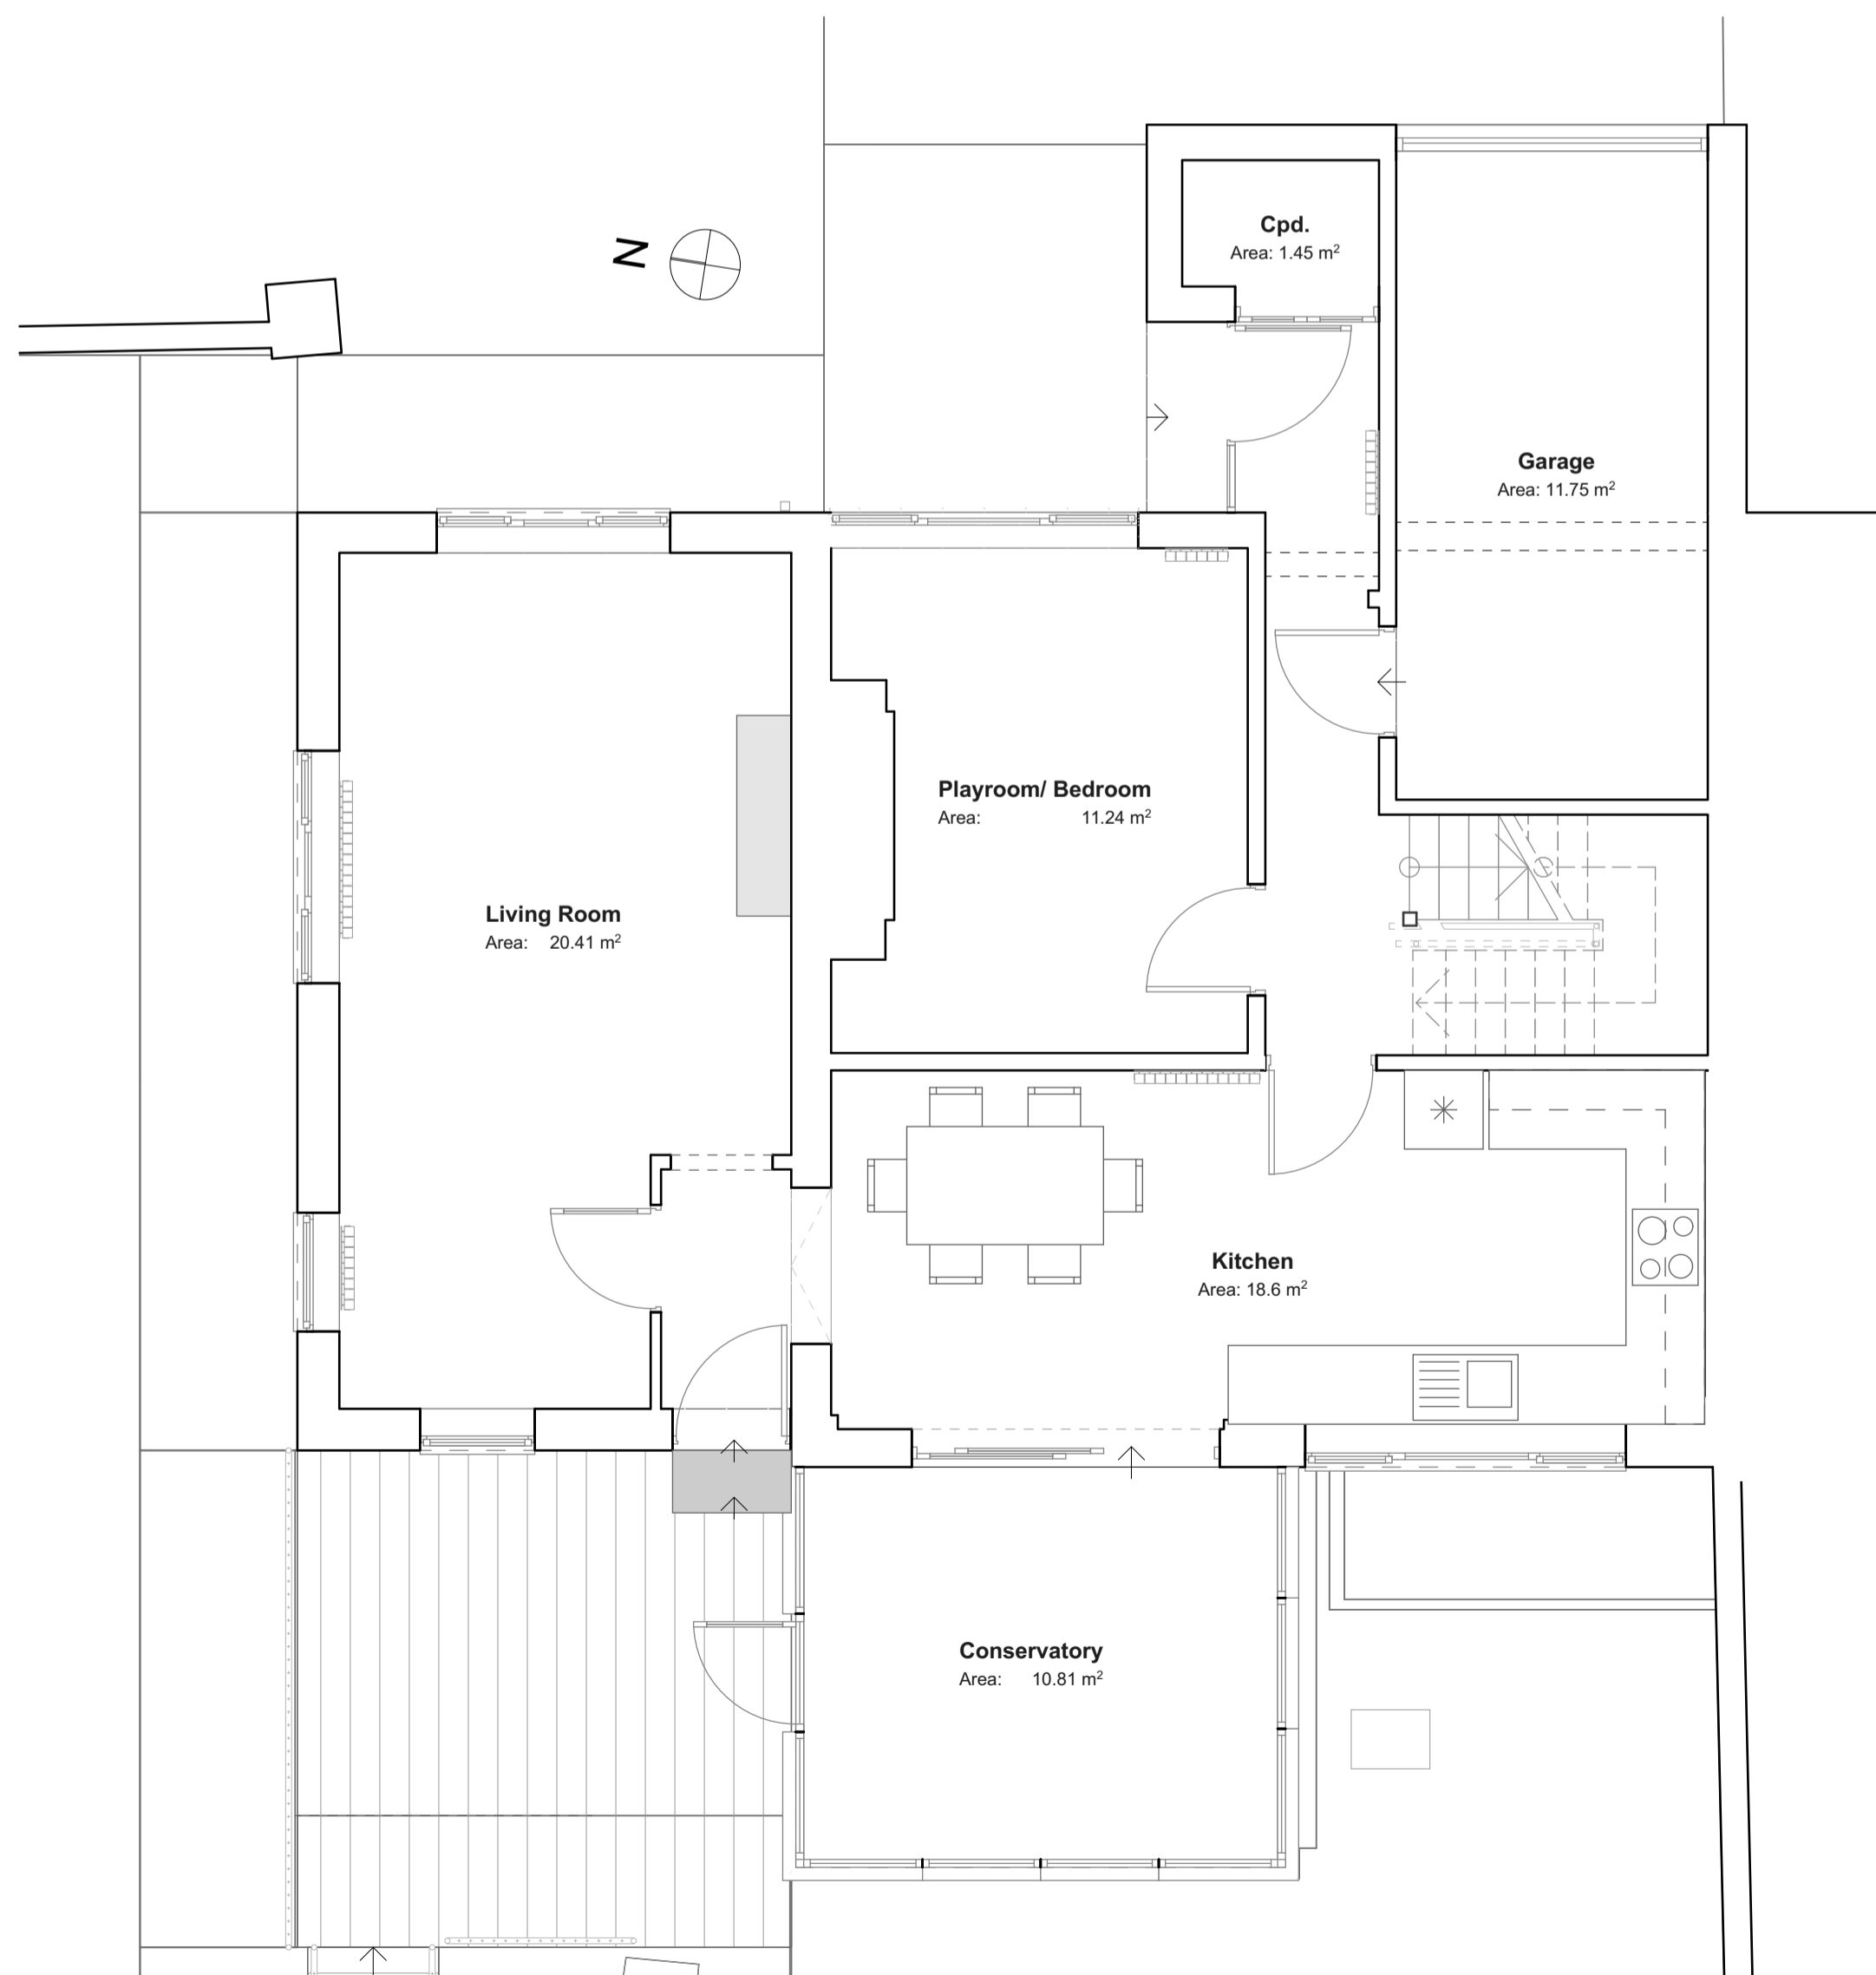 Cpd.
Area: 1.45 m²
N
Garage
Area: 11.75 m²
Playroom/ Bedroom
Area: 11.24 m²
Living Room
Area: 20.41 m²
Kitchen
Area: 18.6 m²
Conservatory
Area: 10.81 m²